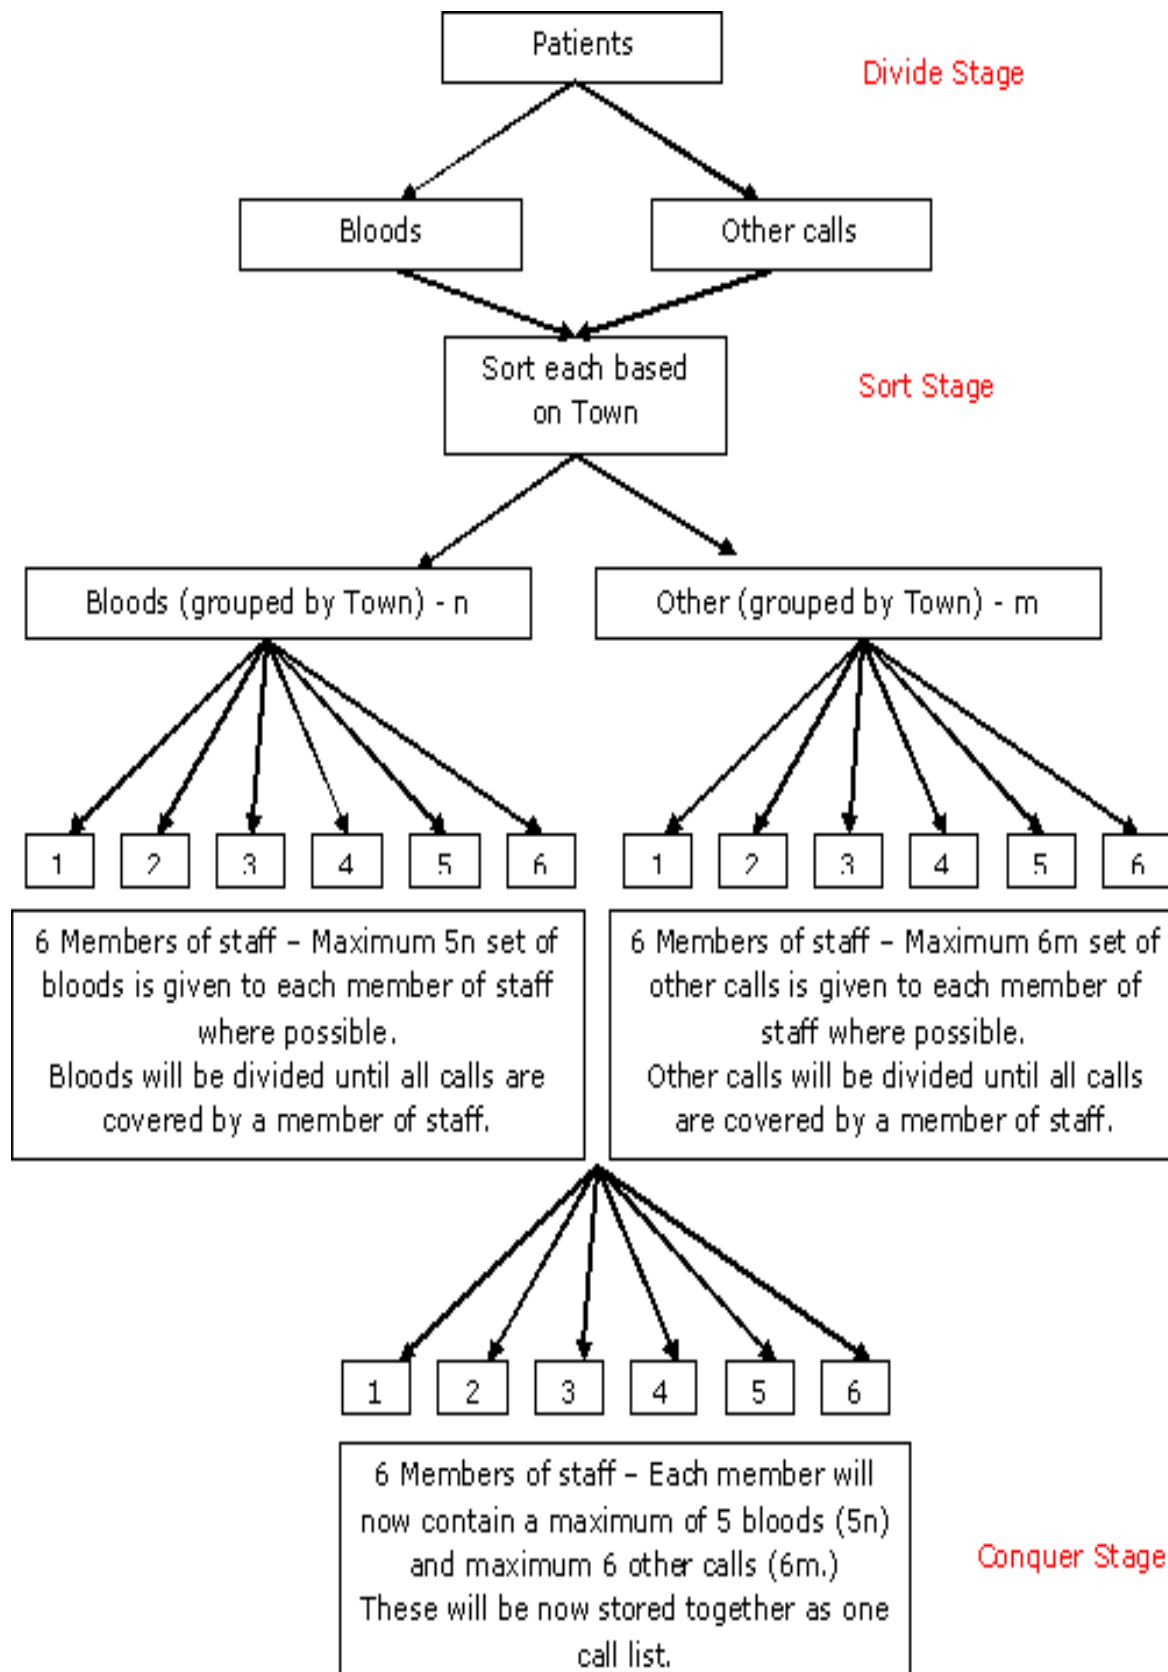 Patients
Divide Stage
Bloods
Other calls
Sort each based
on Town
Sort Stage
Bloods (grouped by Town) - n
Other (grouped by Town) - m
1 2 3 4 5 6
1 2 3 4 5 6
6 Members of staff – Maximum 5n set of
bloods is given to each member of staff
where possible.
Bloods will be divided until all calls are
covered by a member of staff.
6 Members of staff – Maximum 6m set of
other calls is given to each member of
staff where possible.
Other calls will be divided until all calls
are covered by a member of staff.
1 2 3 4 5 6
6 Members of staff – Each member will
now contain a maximum of 5 bloods (5n)
and maximum 6 other calls (6m.)
These will be now stored together as one
call list.
Conquer Stage